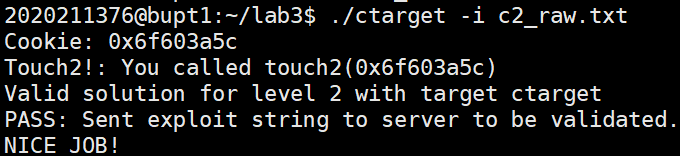 2020211376@bupt1:~/lab3$ ./ctarget -i c2_raw.txt
Cookie: 0x6f603a5c
Touch2!: You called touch2(0x6f603a5c)
Valid solution for level 2 with target ctarget
PASS: Sent exploit string to server to be validated.
NICE JOB!